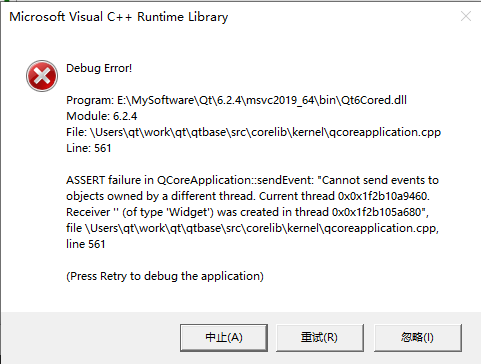 Microsoft Visual C++ Runtime Library
Debug Error!
Program: E:\MySoftware\Qt\6.2.4\msvc2019_64\bin\Qt6Cored.dll
Module: 6.2.4
File: \Users\qt\work\qt\qtbase\src\corelib\kernel\qcoreapplication.cpp
Line: 561
ASSERT failure in QCoreApplication::sendEvent: "Cannot send events to
objects owned by a different thread. Current thread 0x0x1f2b10a9460.
Receiver '' (of type 'Widget') was created in thread 0x0x1f2b105a680",
file \Users\qt\work\qt\qtbase\src\corelib\kernel\qcoreapplication.cpp,
line 561
(Press Retry to debug the application)
中止(A)
重试(R)
忽略(I)